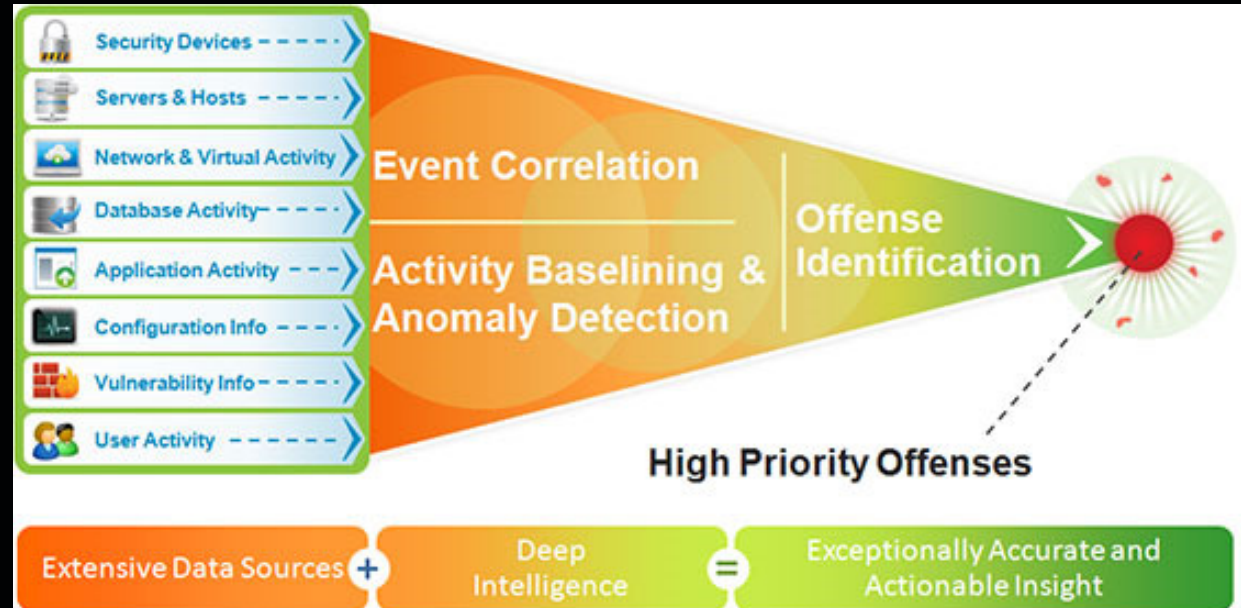 Security Devices
Servers & Hosts
Network & Virtual Activity
Database Activity
Application Activity
Configuration Info
Vulnerability Info
User Activity
Event Correlation
Activity Baselining &
Anomaly Detection
Offense
Identification
High Priority Offenses
Extensive Data Sources
+
Deep
Intelligence
=
Exceptionally Accurate and
Actionable Insight